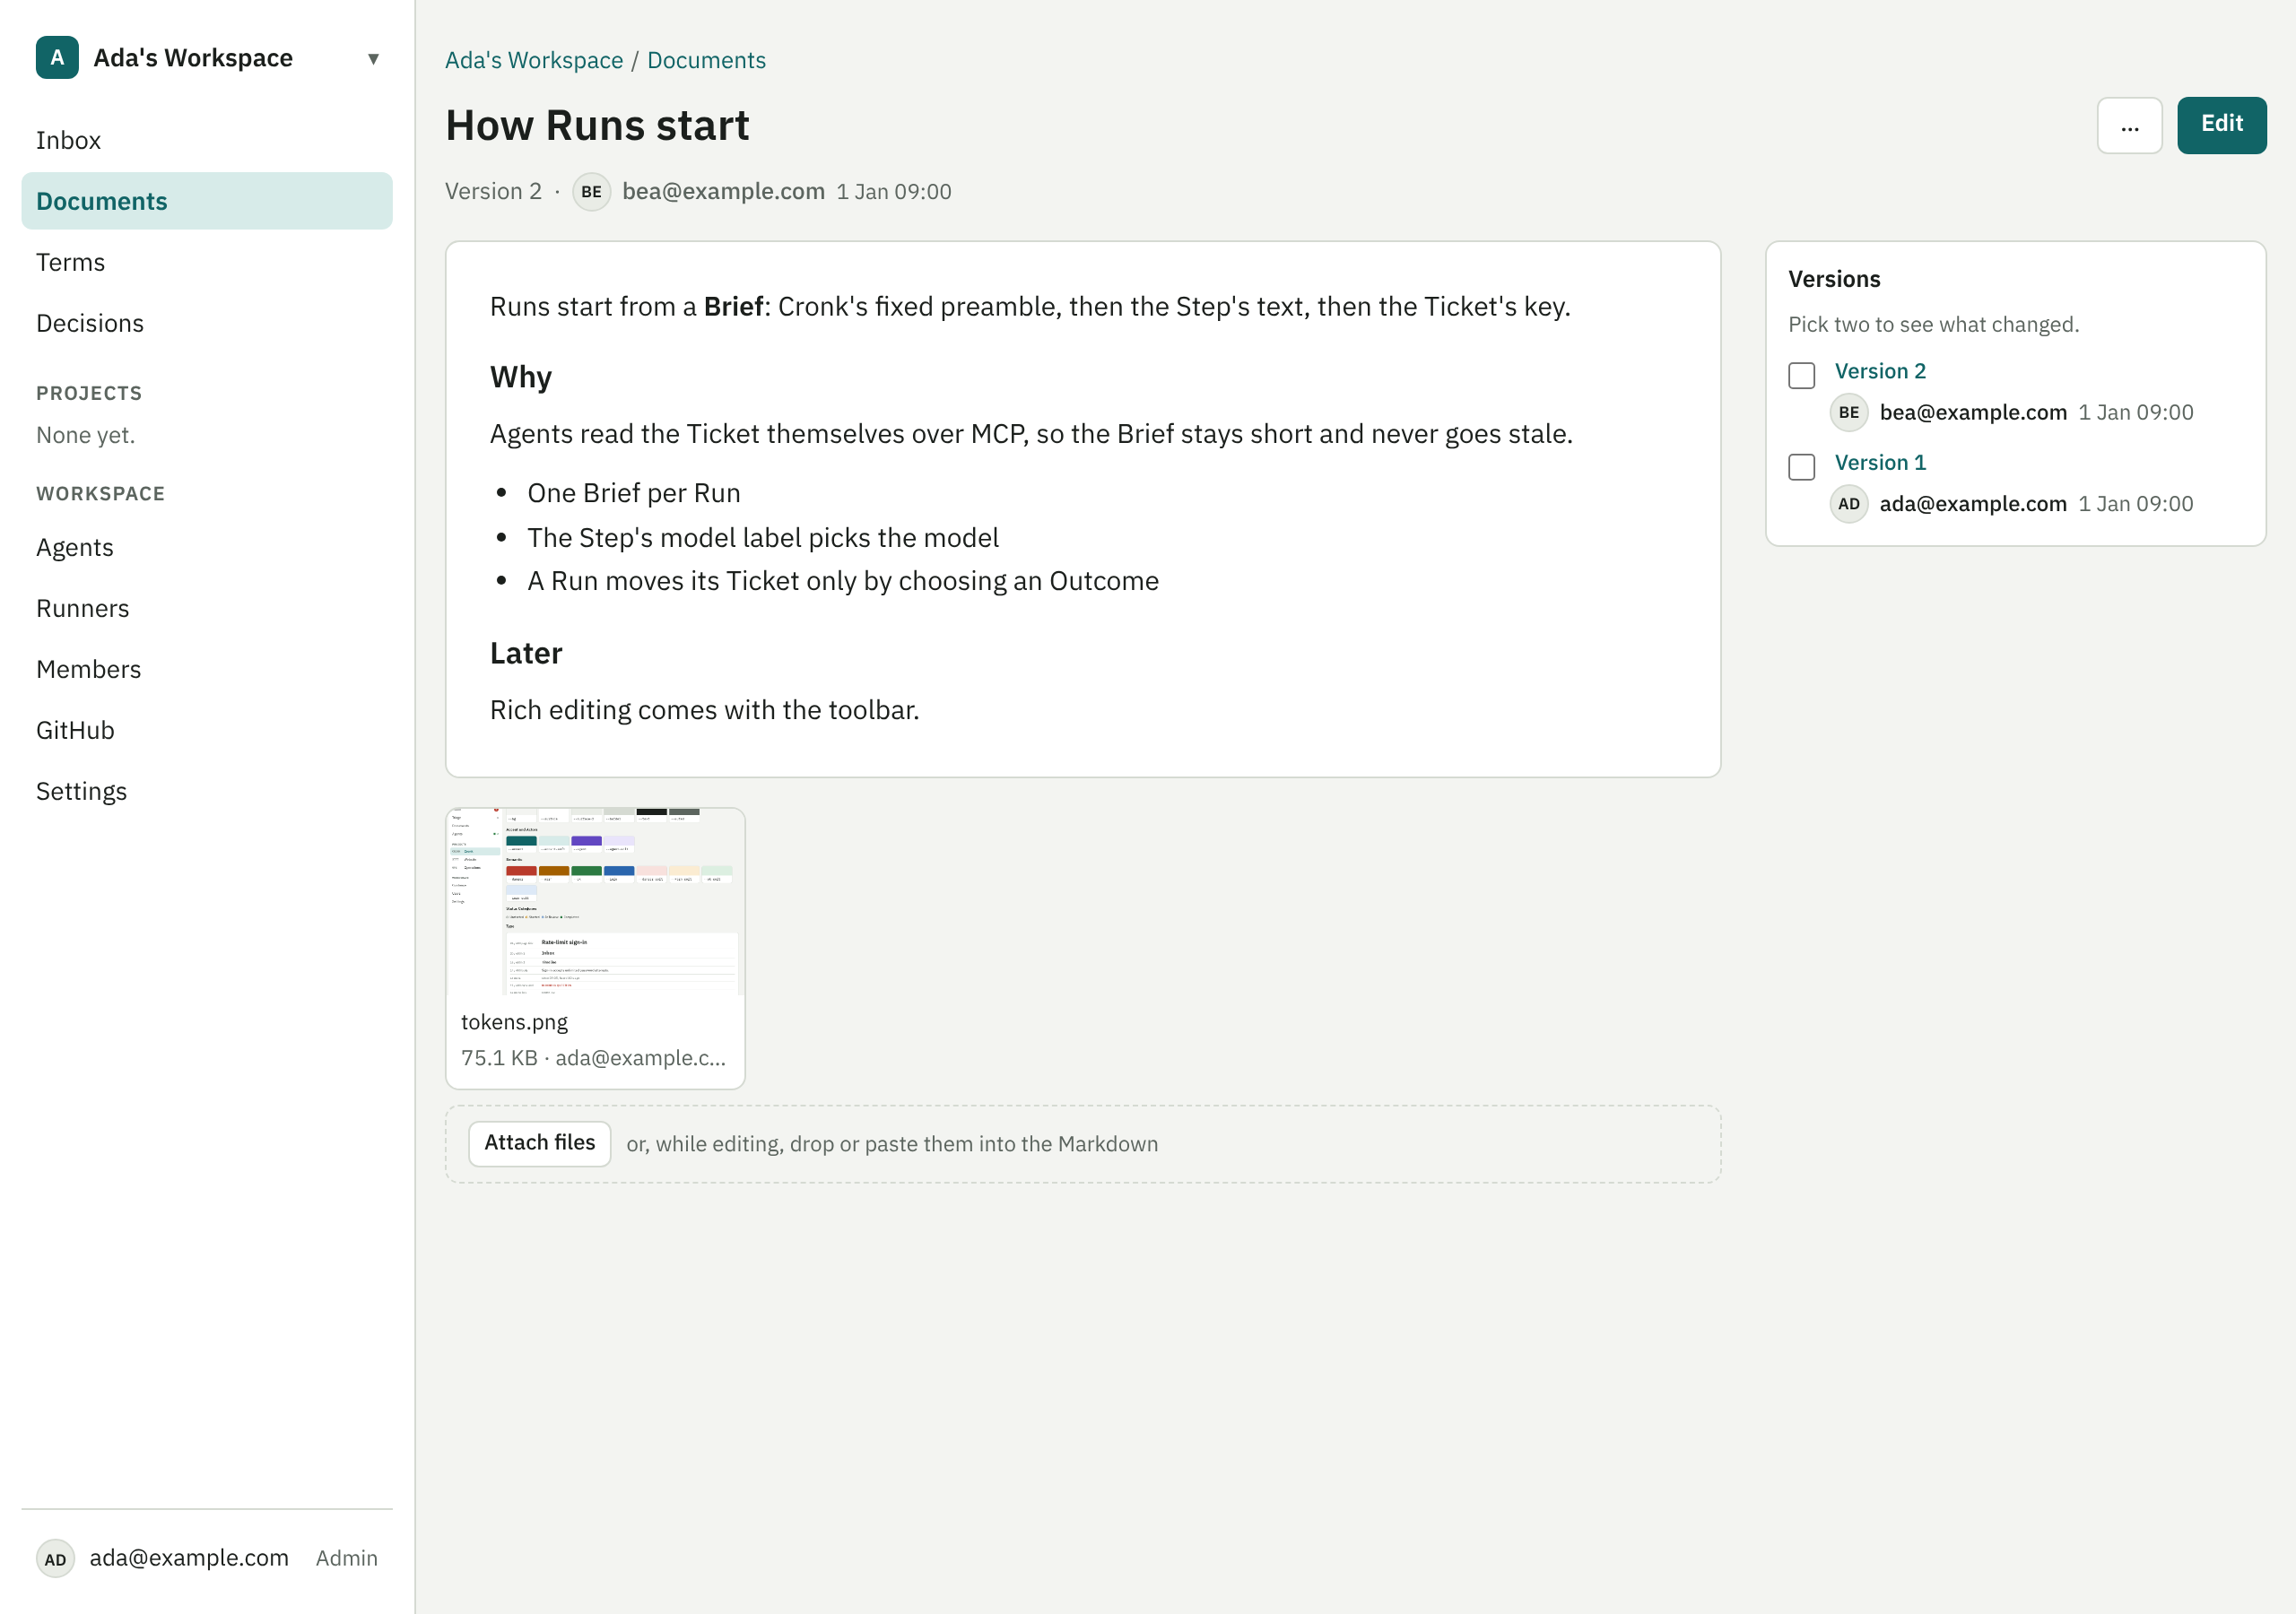 A Ada's Workspace ▼
Inbox
Documents
Terms
Decisions
PROJECTS
None yet.
WORKSPACE
Agents
Runners
Members
GitHub
Settings
AD ada@example.com Admin
Ada's Workspace / Documents
How Runs start
... Edit
Version 2 · BE bea@example.com 1 Jan 09:00
Runs start from a Brief: Cronk's fixed preamble, then the Step's text, then the Ticket's key.
Why
Agents read the Ticket themselves over MCP, so the Brief stays short and never goes stale.
• One Brief per Run
• The Step's model label picks the model
• A Run moves its Ticket only by choosing an Outcome
Later
Rich editing comes with the toolbar.
Rate-limit sign-in
tokens.png
75.1 KB · ada@example.c...
Attach files or, while editing, drop or paste them into the Markdown
Versions
Pick two to see what changed.
Version 2
BE bea@example.com 1 Jan 09:00
Version 1
AD ada@example.com 1 Jan 09:00